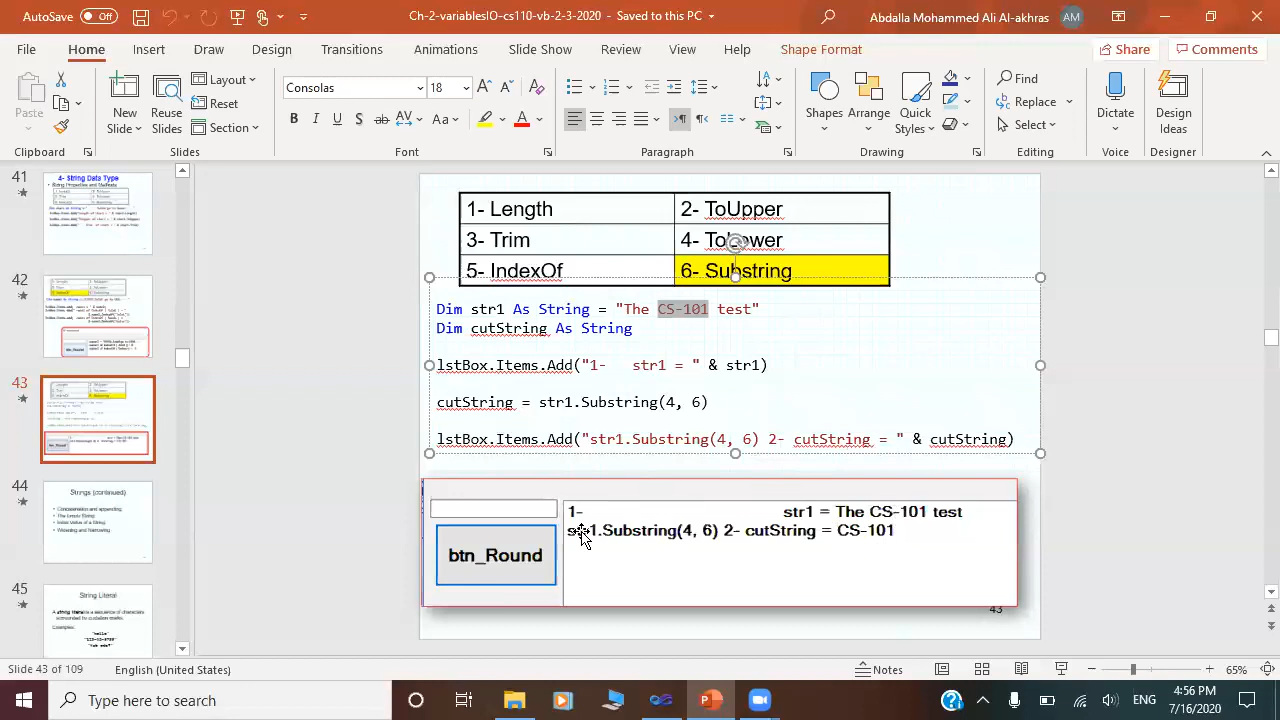 AutoSave Off
Ch-2-variablesIO-cs110-vb-2-3-2020 - Saved to this PC
Abdalla Mohammed Ali Al-akhras AM
File Home Insert Draw Design Transitions Animations Slide Show Review View Help Shape Format Share Comments
Paste New Slide Reuse Slides Layout Reset Section
Consolas 18
Shapes Arrange Quick Styles Find Replace Select Dictate Design Ideas
Clipboard Slides Font Paragraph Drawing Editing Voice Designer
41
4- String Data Type
42
43
44
Strings (continued)
45
String Literal
1- Length 2- ToUpper
3- Trim 4- ToLower
5- IndexOf 6- Substring
Dim str1 As String = "The CS-101 test
Dim cutString As String
lstBox.Items.Add("1- str1 = " & str1)
cutString = str1.Substring(4, 6)
lstBox.Items.Add("str1.Substring(4, 6) 2- cutString = " & cutString)
1- str1 = The CS-101 test
str1.Substring(4, 6) 2- cutString = CS-101
btn_Round
43
Slide 43 of 109 English (United States) Notes 65%
Type here to search
ENG
4:56 PM
7/16/2020